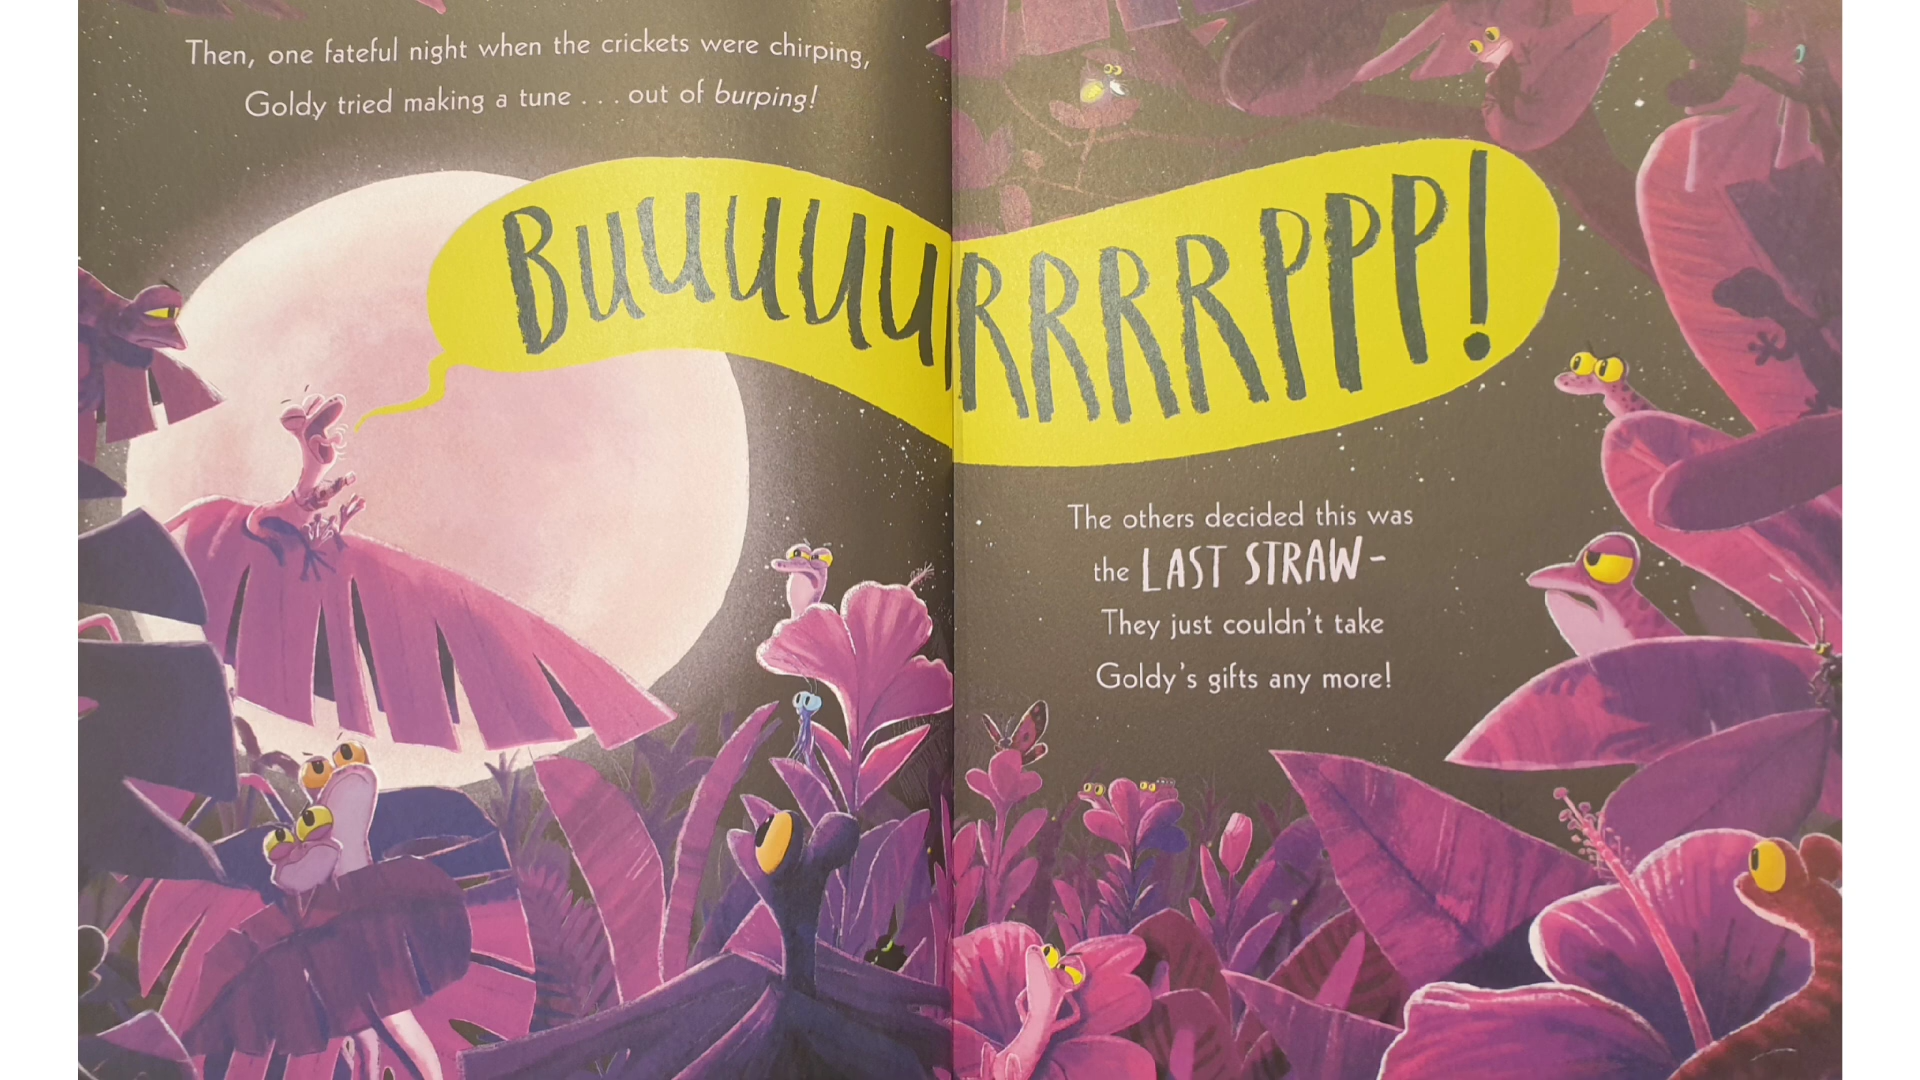 Then, one fateful night when the crickets were chirping,
Goldy tried making a tune . . . out of burping!
BUUUUURRRRPPP!
The others decided this was
the LAST STRAW –
They just couldn't take
Goldy's gifts any more!